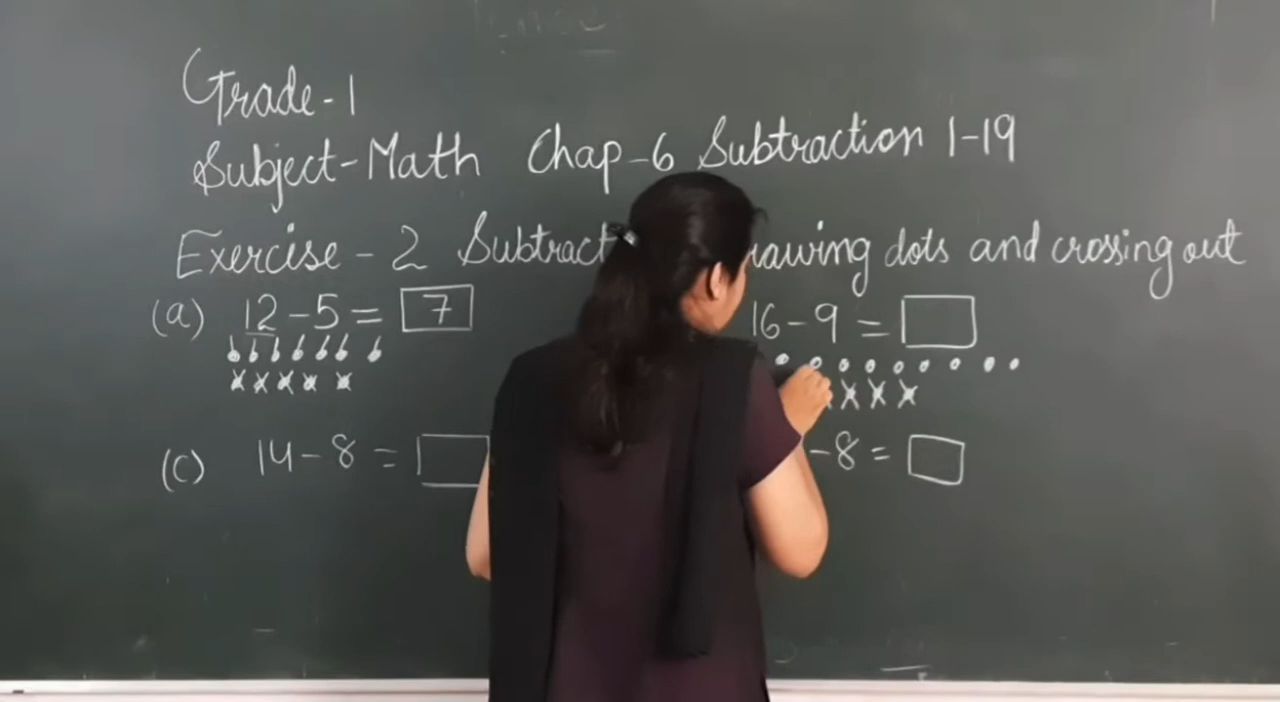 Grade-1
Subject-Math Chap-6 Subtraction 1-19
Exercise - 2 Subtract drawing dots and crossing out
(a) 12-5= 7 16-9=
(c) 14-8= -8=